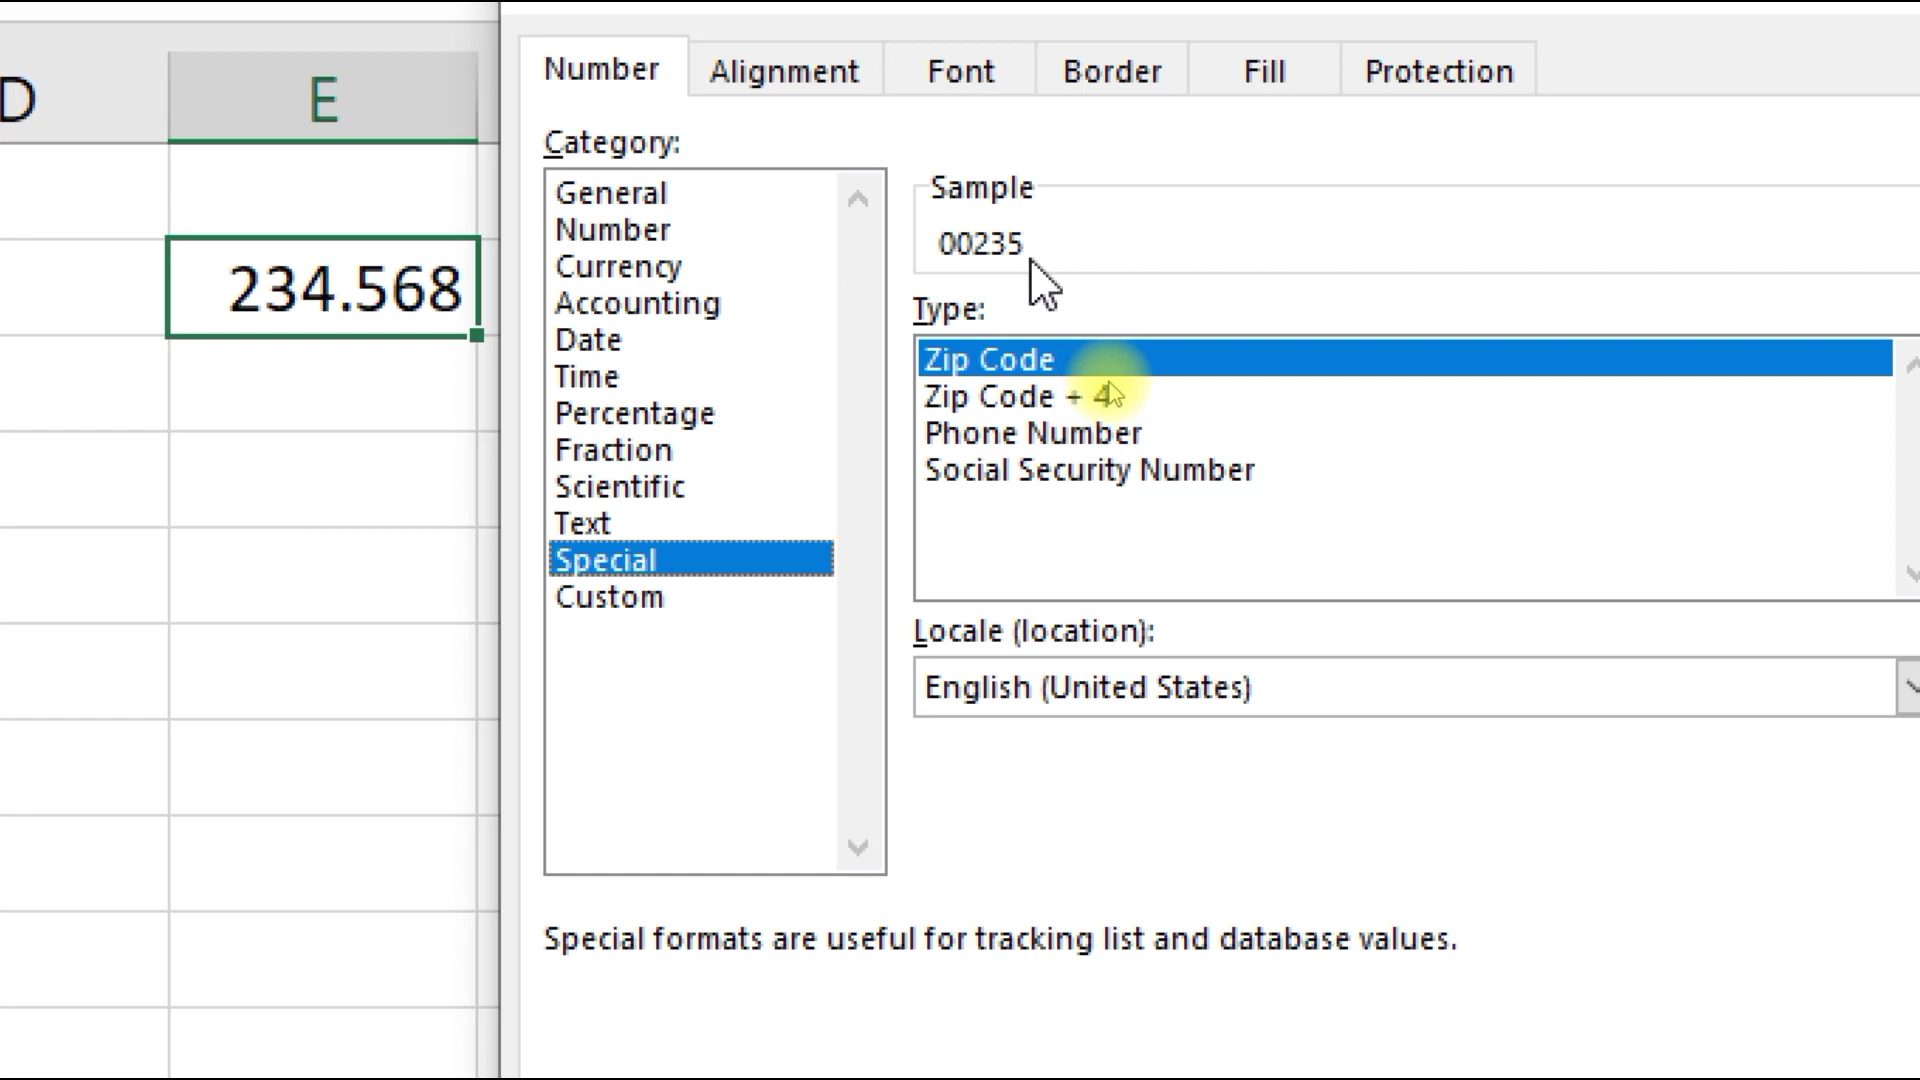 D
E
234.568
Number
Alignment
Font
Border
Fill
Protection
Category:
General
Number
Currency
Accounting
Date
Time
Percentage
Fraction
Scientific
Text
Special
Custom
Sample
00235
Type:
Zip Code
Zip Code + 4
Phone Number
Social Security Number
Locale (location):
English (United States)
Special formats are useful for tracking list and database values.